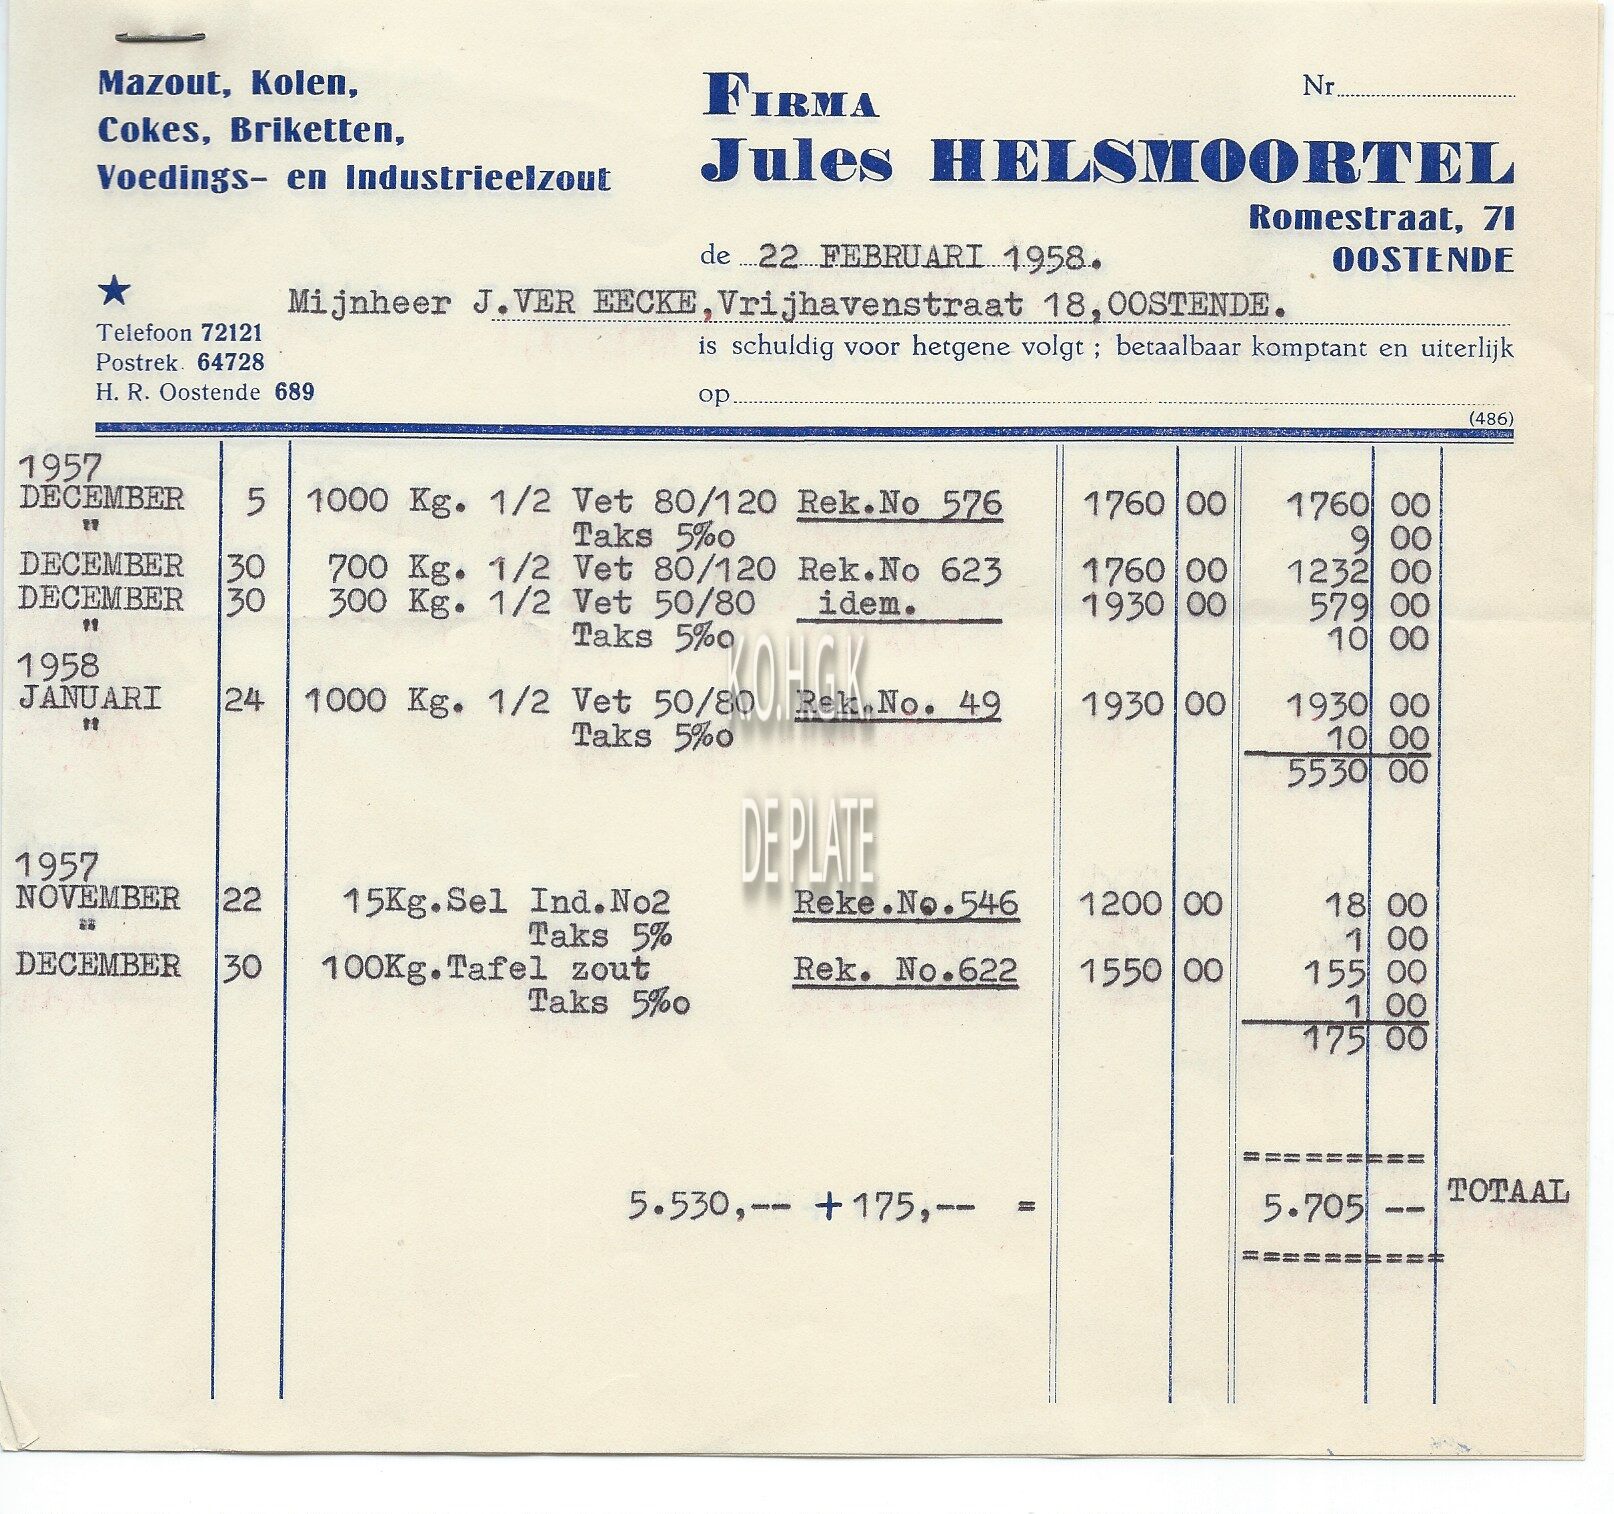 Mazout, Kolen,
Cokes, Briketten,
Voedings- en Industrieelzout
FIRMA
Nr
Jules HELSMOORTEL
Romestraat, 71
OOSTENDE
de 22 FEBRUARI 1958.
Mijnheer J.VER EECKE,Vrijhavenstraat 18,OOSTENDE.
Telefoon 72121
Postrek. 64728
H. R. Oostende 689
is schuldig voor hetgene volgt ; betaalbaar komptant en uiterlijk
op
(486)
1957
DECEMBER 5 1000 Kg. 1/2 Vet 80/120 Rek.No 576 1760 00 1760 00
" Taks 5%o 9 00
DECEMBER 30 700 Kg. 1/2 Vet 80/120 Rek.No 623 1760 00 1232 00
DECEMBER 30 300 Kg. 1/2 Vet 50/80 idem. 1930 00 579 00
" Taks 5%o 10 00
1958
JANUARI 24 1000 Kg. 1/2 Vet 50/80 Rek.No. 49 1930 00 1930 00
" Taks 5%o 10 00
5530 00
K.O.H.G.K.
DE PLATE
1957
NOVEMBER 22 15Kg.Sel Ind.No2 Reke.No.546 1200 00 18 00
" Taks 5% 1 00
DECEMBER 30 100Kg.Tafel zout Rek. No.622 1550 00 155 00
Taks 5%o 1 00
175 00
=========
5.530,-- + 175,-- = 5.705 -- TOTAAL
==========